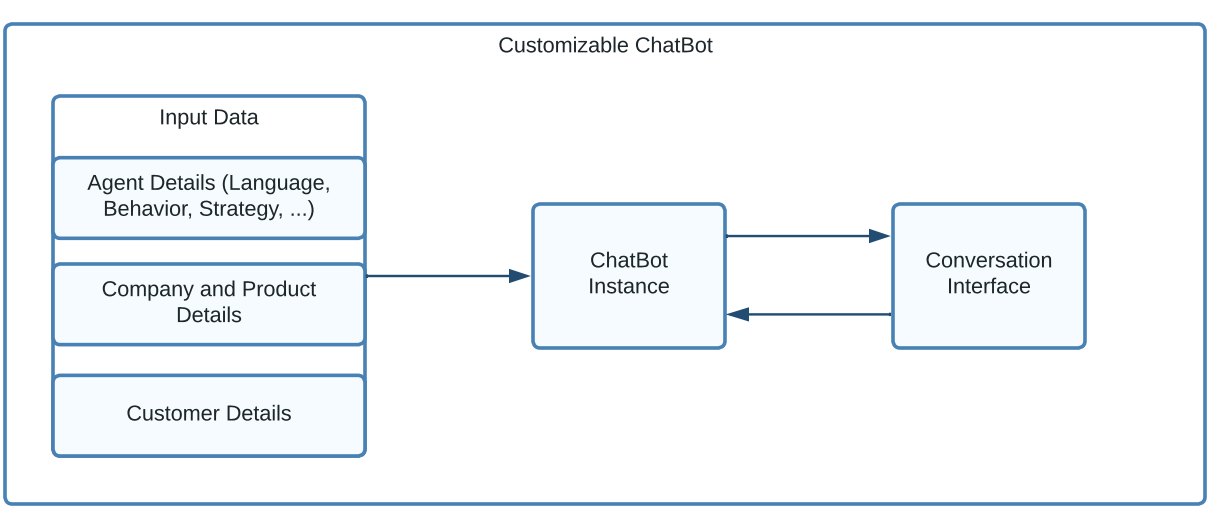 Customizable ChatBot
Input Data
Agent Details (Language,
Behavior, Strategy, ...)
Company and Product
Details
Customer Details
ChatBot
Instance
Conversation
Interface